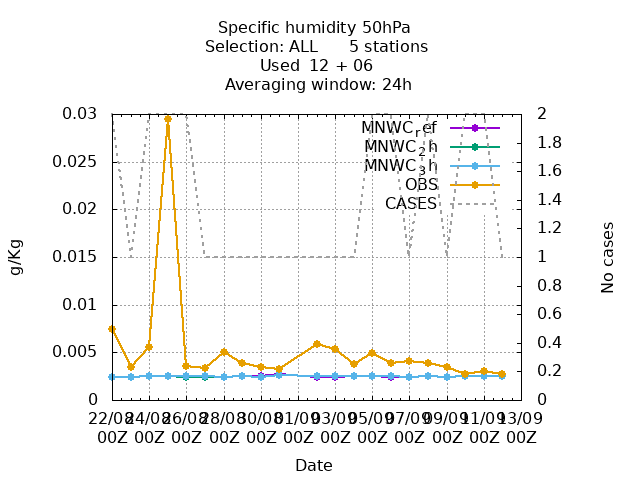 Specific humidity 50hPa
Selection: ALL 5 stations
Used 12 + 06
Averaging window: 24h
0.03
0.025
0.02
0.015
0.01
0.005
0
g/Kg
2
1.8
1.6
1.4
1.2
1
0.8
0.6
0.4
0.2
0
No cases
MNWC_ref
MNWC_2h
MNWC_3h
OBS
CASES
22/08 24/08 26/08 28/08 30/08 01/09 03/09 05/09 07/09 09/09 11/09 13/09
00Z 00Z 00Z 00Z 00Z 00Z 00Z 00Z 00Z 00Z 00Z 00Z
Date